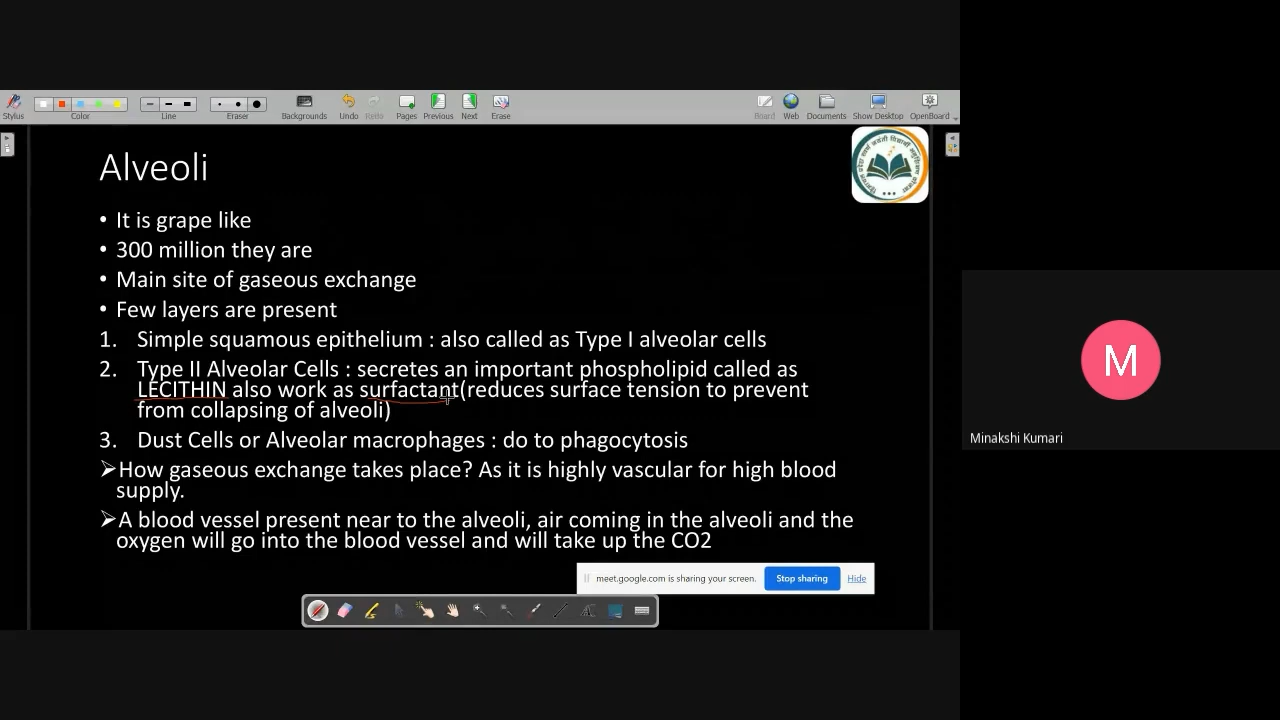 Stylus
Color
Line
Eraser
Backgrounds
Undo
Redo
Pages
Previous
Next
Erase
Board
Web
Documents
Show Desktop
OpenBoard
Alveoli
• It is grape like
• 300 million they are
• Main site of gaseous exchange
• Few layers are present
1. Simple squamous epithelium : also called as Type I alveolar cells
2. Type II Alveolar Cells : secretes an important phospholipid called as
LECITHIN also work as surfactant(reduces surface tension to prevent
from collapsing of alveoli)
3. Dust Cells or Alveolar macrophages : do to phagocytosis
➢How gaseous exchange takes place? As it is highly vascular for high blood
supply.
➢A blood vessel present near to the alveoli, air coming in the alveoli and the
oxygen will go into the blood vessel and will take up the CO2
meet.google.com is sharing your screen.
Stop sharing
Hide
M
Minakshi Kumari